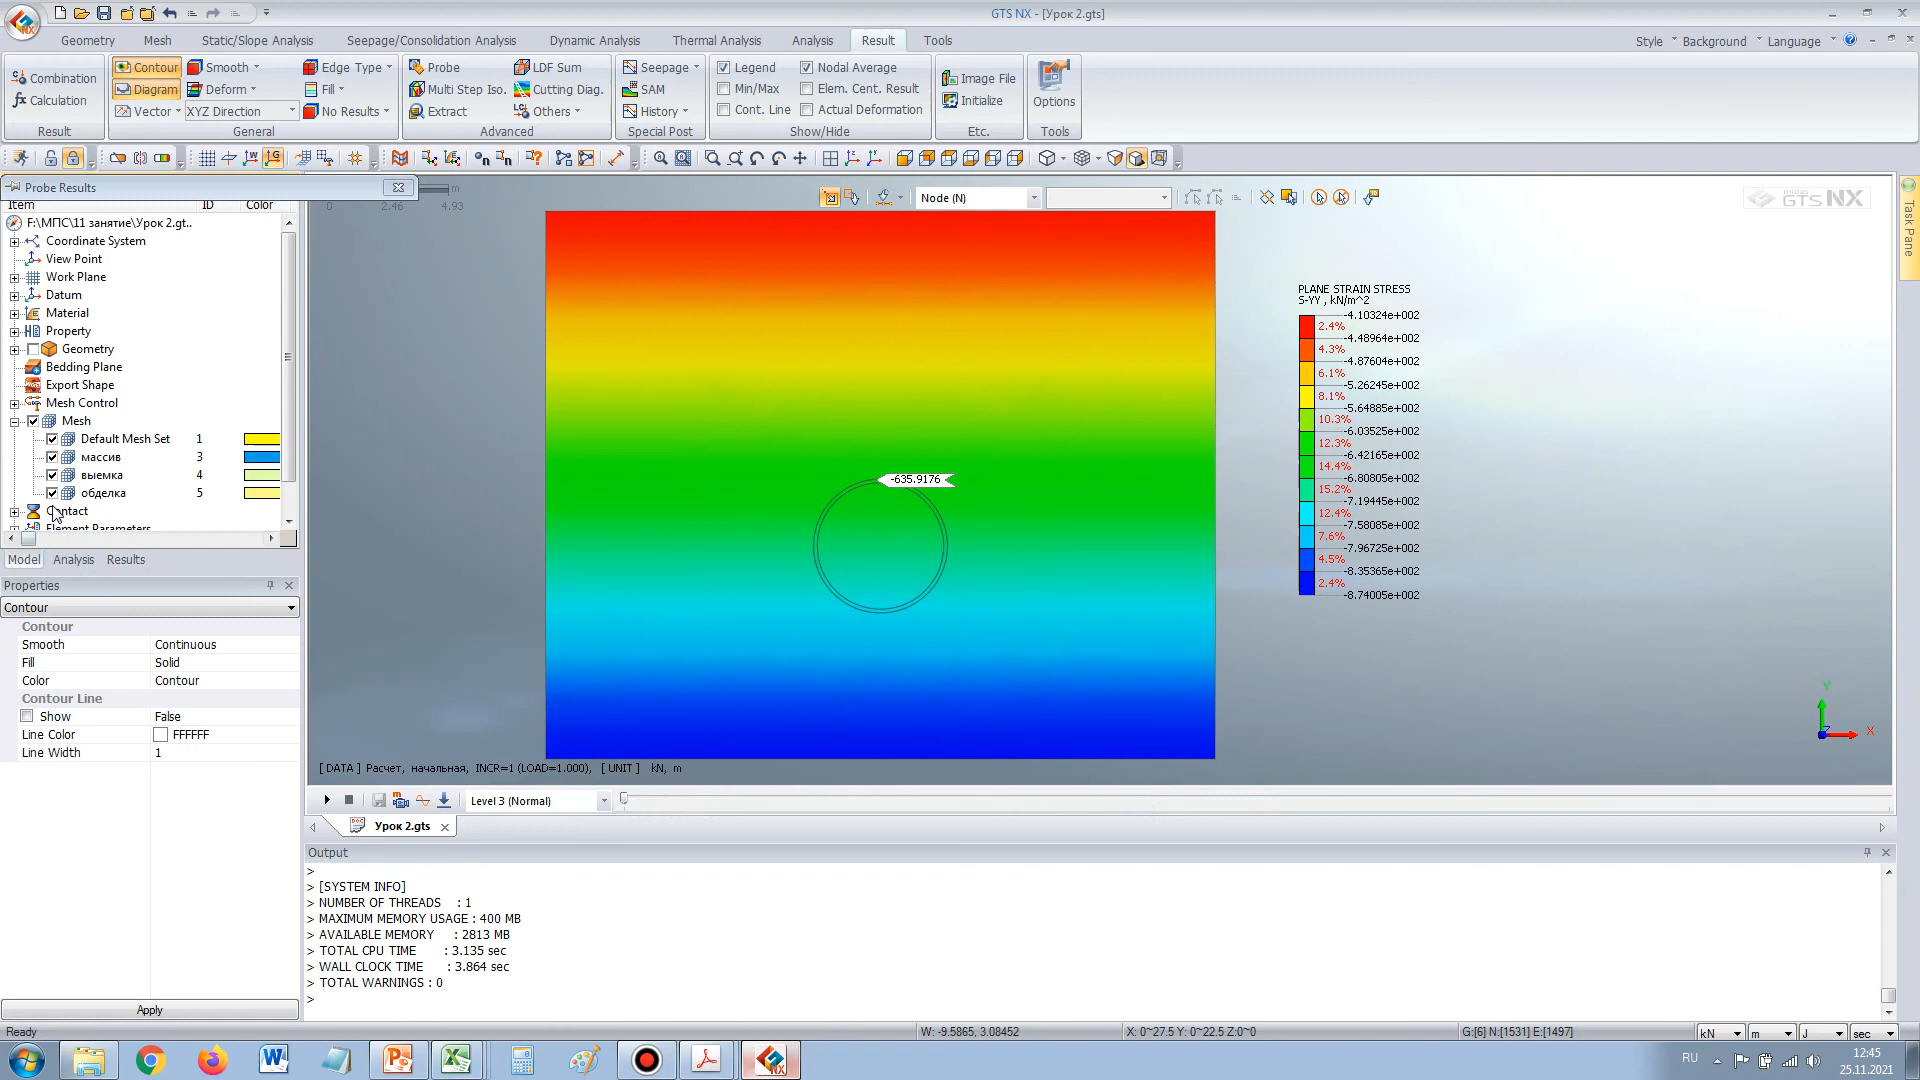 GTS NX - [Урок 2.gts]
Geometry Mesh Static/Slope Analysis Seepage/Consolidation Analysis Dynamic Analysis Thermal Analysis Analysis Result Tools
Style Background Language
Combination
Calculation
Result
Contour Smooth Edge Type
Diagram Deform Fill
Vector XYZ Direction No Results
General
Probe LDF Sum
Multi Step Iso. Cutting Diag.
Extract Others
Advanced
Seepage
SAM
History
Special Post
Legend Nodal Average
Min/Max Elem. Cent. Result
Cont. Line Actual Deformation
Show/Hide
Image File
Initialize
Etc.
Options
Tools
Probe Results
Item ID Color
F:\МПС\11 занятие\Урок 2.gt..
Coordinate System
View Point
Work Plane
Datum
Material
Property
Geometry
Bedding Plane
Export Shape
Mesh Control
Mesh
Default Mesh Set 1
массив 3
выемка 4
обделка 5
Contact
Element Parameters
Model Analysis Results
Properties
Contour
Contour
Smooth Continuous
Fill Solid
Color Contour
Contour Line
Show False
Line Color FFFFFF
Line Width 1
Apply
m
0 2.46 4.93
Node (N)
midas
GTS NX
Task Pane
-635.9176
PLANE STRAIN STRESS
S-YY , kN/m^2
-4.10324e+002
2.4%
-4.48964e+002
4.3%
-4.87604e+002
6.1%
-5.26245e+002
8.1%
-5.64885e+002
10.3%
-6.03525e+002
12.3%
-6.42165e+002
14.4%
-6.80805e+002
15.2%
-7.19445e+002
12.4%
-7.58085e+002
7.6%
-7.96725e+002
4.5%
-8.35365e+002
2.4%
-8.74005e+002
Y
X
[ DATA ] Расчет, начальная, INCR=1 (LOAD=1.000), [ UNIT ] kN, m
Level 3 (Normal)
Урок 2.gts
Output
>
> [SYSTEM INFO]
> NUMBER OF THREADS : 1
> MAXIMUM MEMORY USAGE : 400 MB
> AVAILABLE MEMORY : 2813 MB
> TOTAL CPU TIME : 3.135 sec
> WALL CLOCK TIME : 3.864 sec
> TOTAL WARNINGS : 0
>
Ready W: -9.5865, 3.08452 X: 0~27.5 Y: 0~22.5 Z:0~0 G:[6] N:[1531] E:[1497] kN m J sec
RU
12:45
25.11.2021